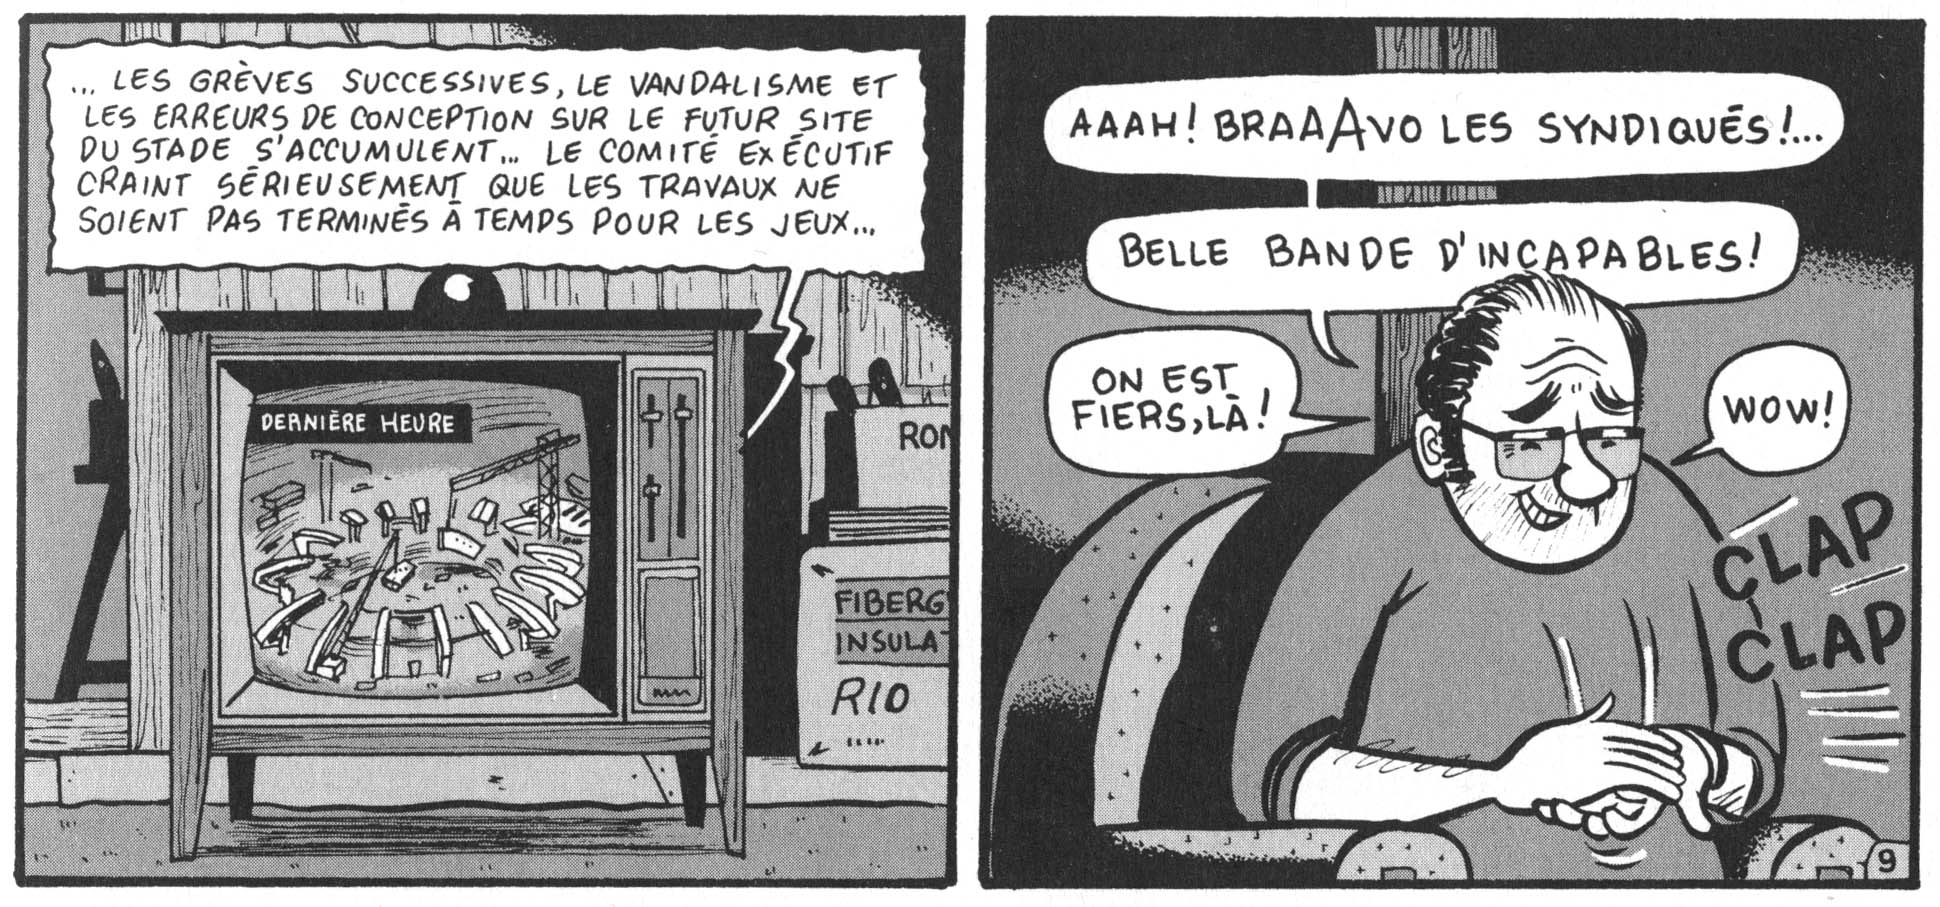 ... LES GRÈVES SUCCESSIVES, LE VANDALISME ET
LES ERREURS DE CONCEPTION SUR LE FUTUR SITE
DU STADE S'ACCUMULENT... LE COMITÉ EXÉCUTIF
CRAINT SÉRIEUSEMENT QUE LES TRAVAUX NE
SOIENT PAS TERMINÉS À TEMPS POUR LES JEUX...
DERNIÈRE HEURE
RON
FIBERG
INSULAT
RIO
AAAH! BRAAAVO LES SYNDIQUÉS!...
BELLE BANDE D'INCAPABLES!
ON EST
FIERS, LÀ!
WOW!
CLAP
CLAP
9